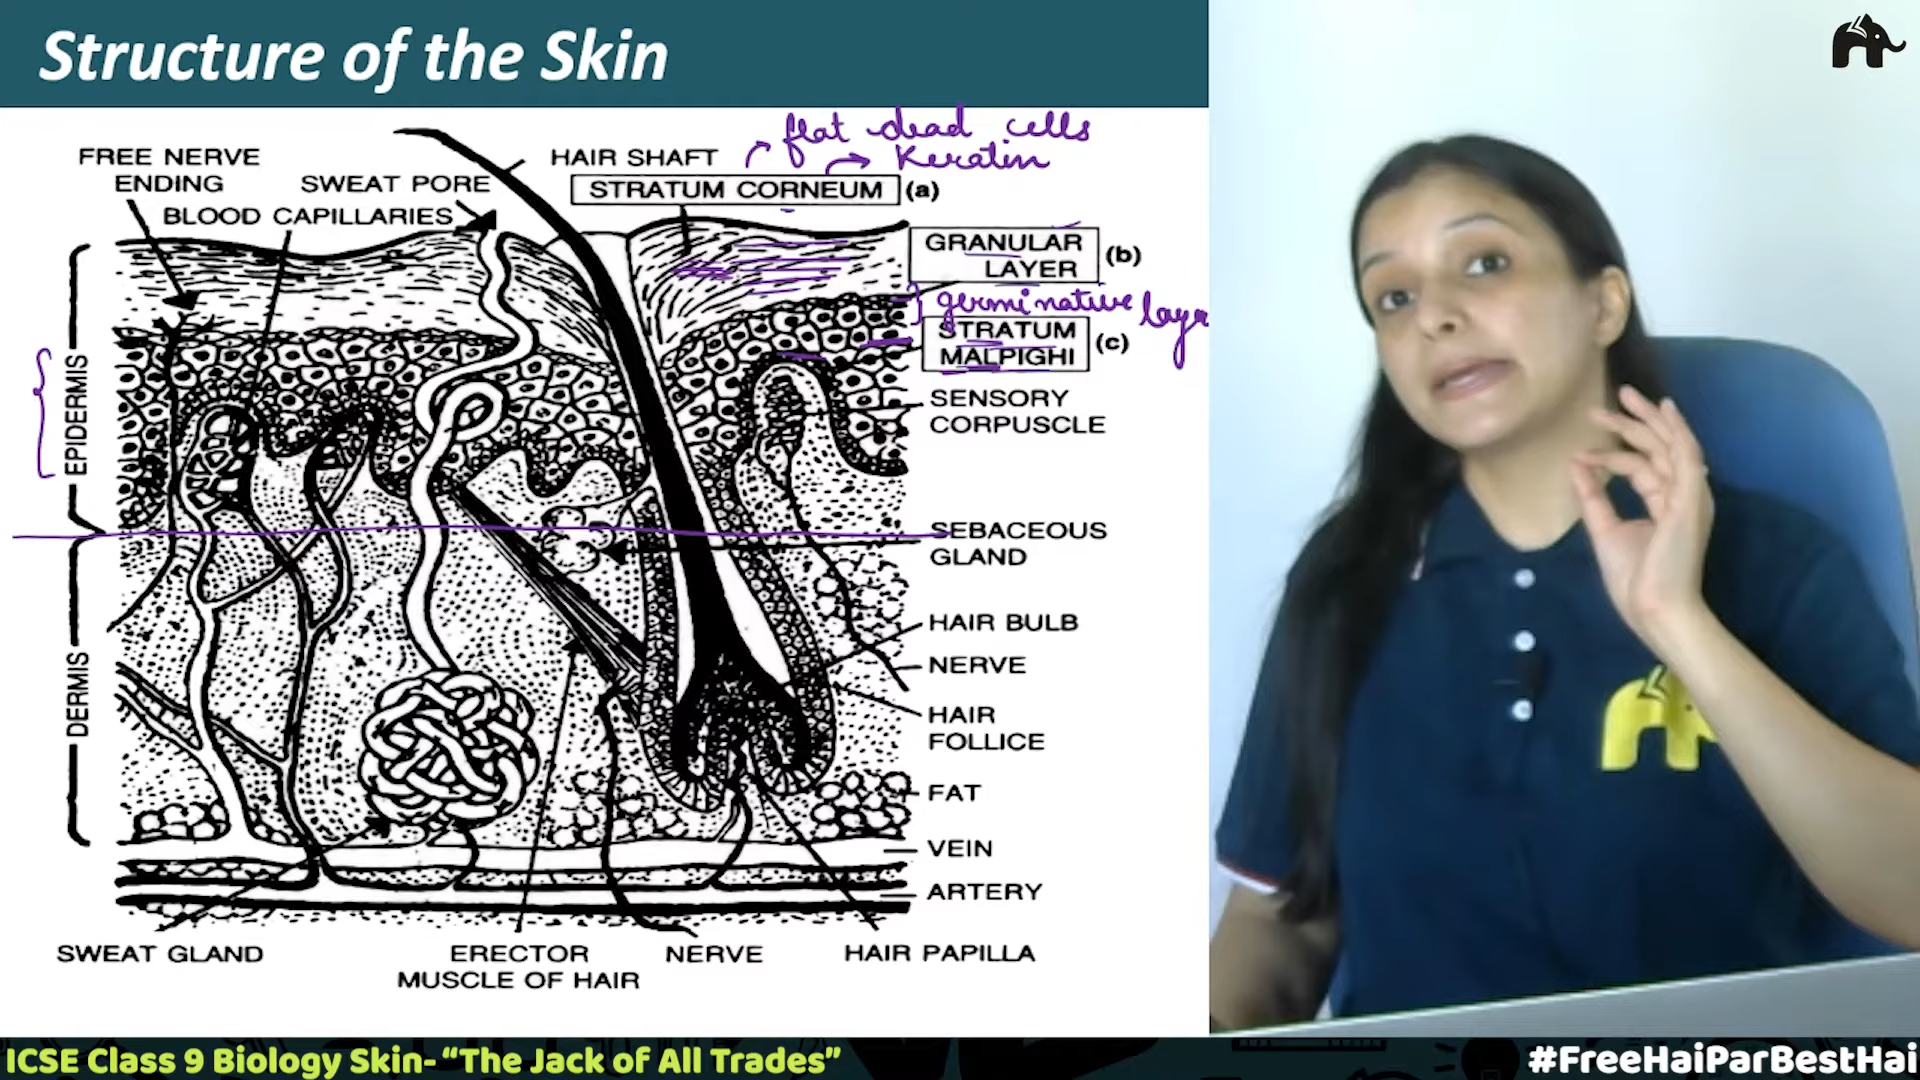 Structure of the Skin
flat dead cells
Keratin
FREE NERVE
ENDING
HAIR SHAFT
SWEAT PORE
STRATUM CORNEUM (a)
BLOOD CAPILLARIES
GRANULAR
LAYER
(b)
germinative layer
STRATUM
MALPIGHI
(c)
EPIDERMIS
SENSORY
CORPUSCLE
SEBACEOUS
GLAND
HAIR BULB
NERVE
DERMIS
HAIR
FOLLICE
FAT
VEIN
ARTERY
SWEAT GLAND
ERECTOR
MUSCLE OF HAIR
NERVE
HAIR PAPILLA
ICSE Class 9 Biology Skin- “The Jack of All Trades”
#FreeHaiParBestHai